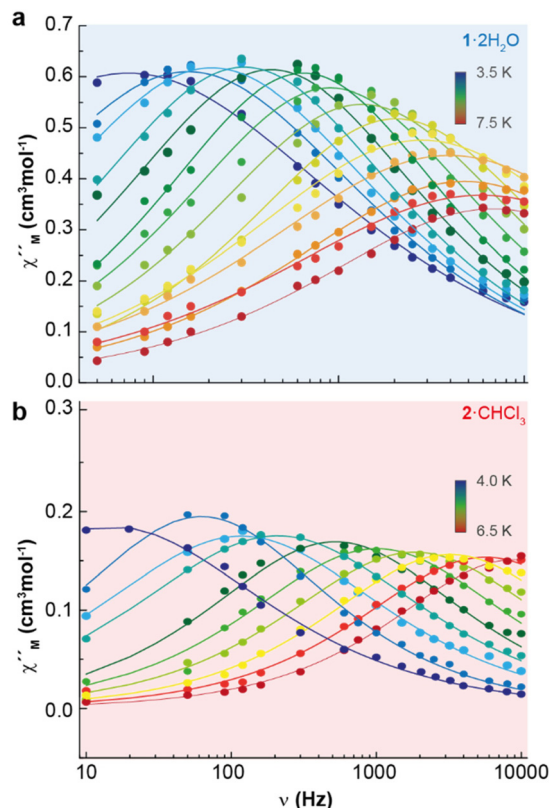 a
0.7
0.6
0.5
0.4
0.3
0.2
0.1
0.0
χ´´M (cm³mol⁻¹)
1·2H₂O
3.5 K
7.5 K
b
0.3
0.2
0.1
0.0
χ´´M (cm³mol⁻¹)
2·CHCl₃
4.0 K
6.5 K
10
100
1000
10000
ν (Hz)